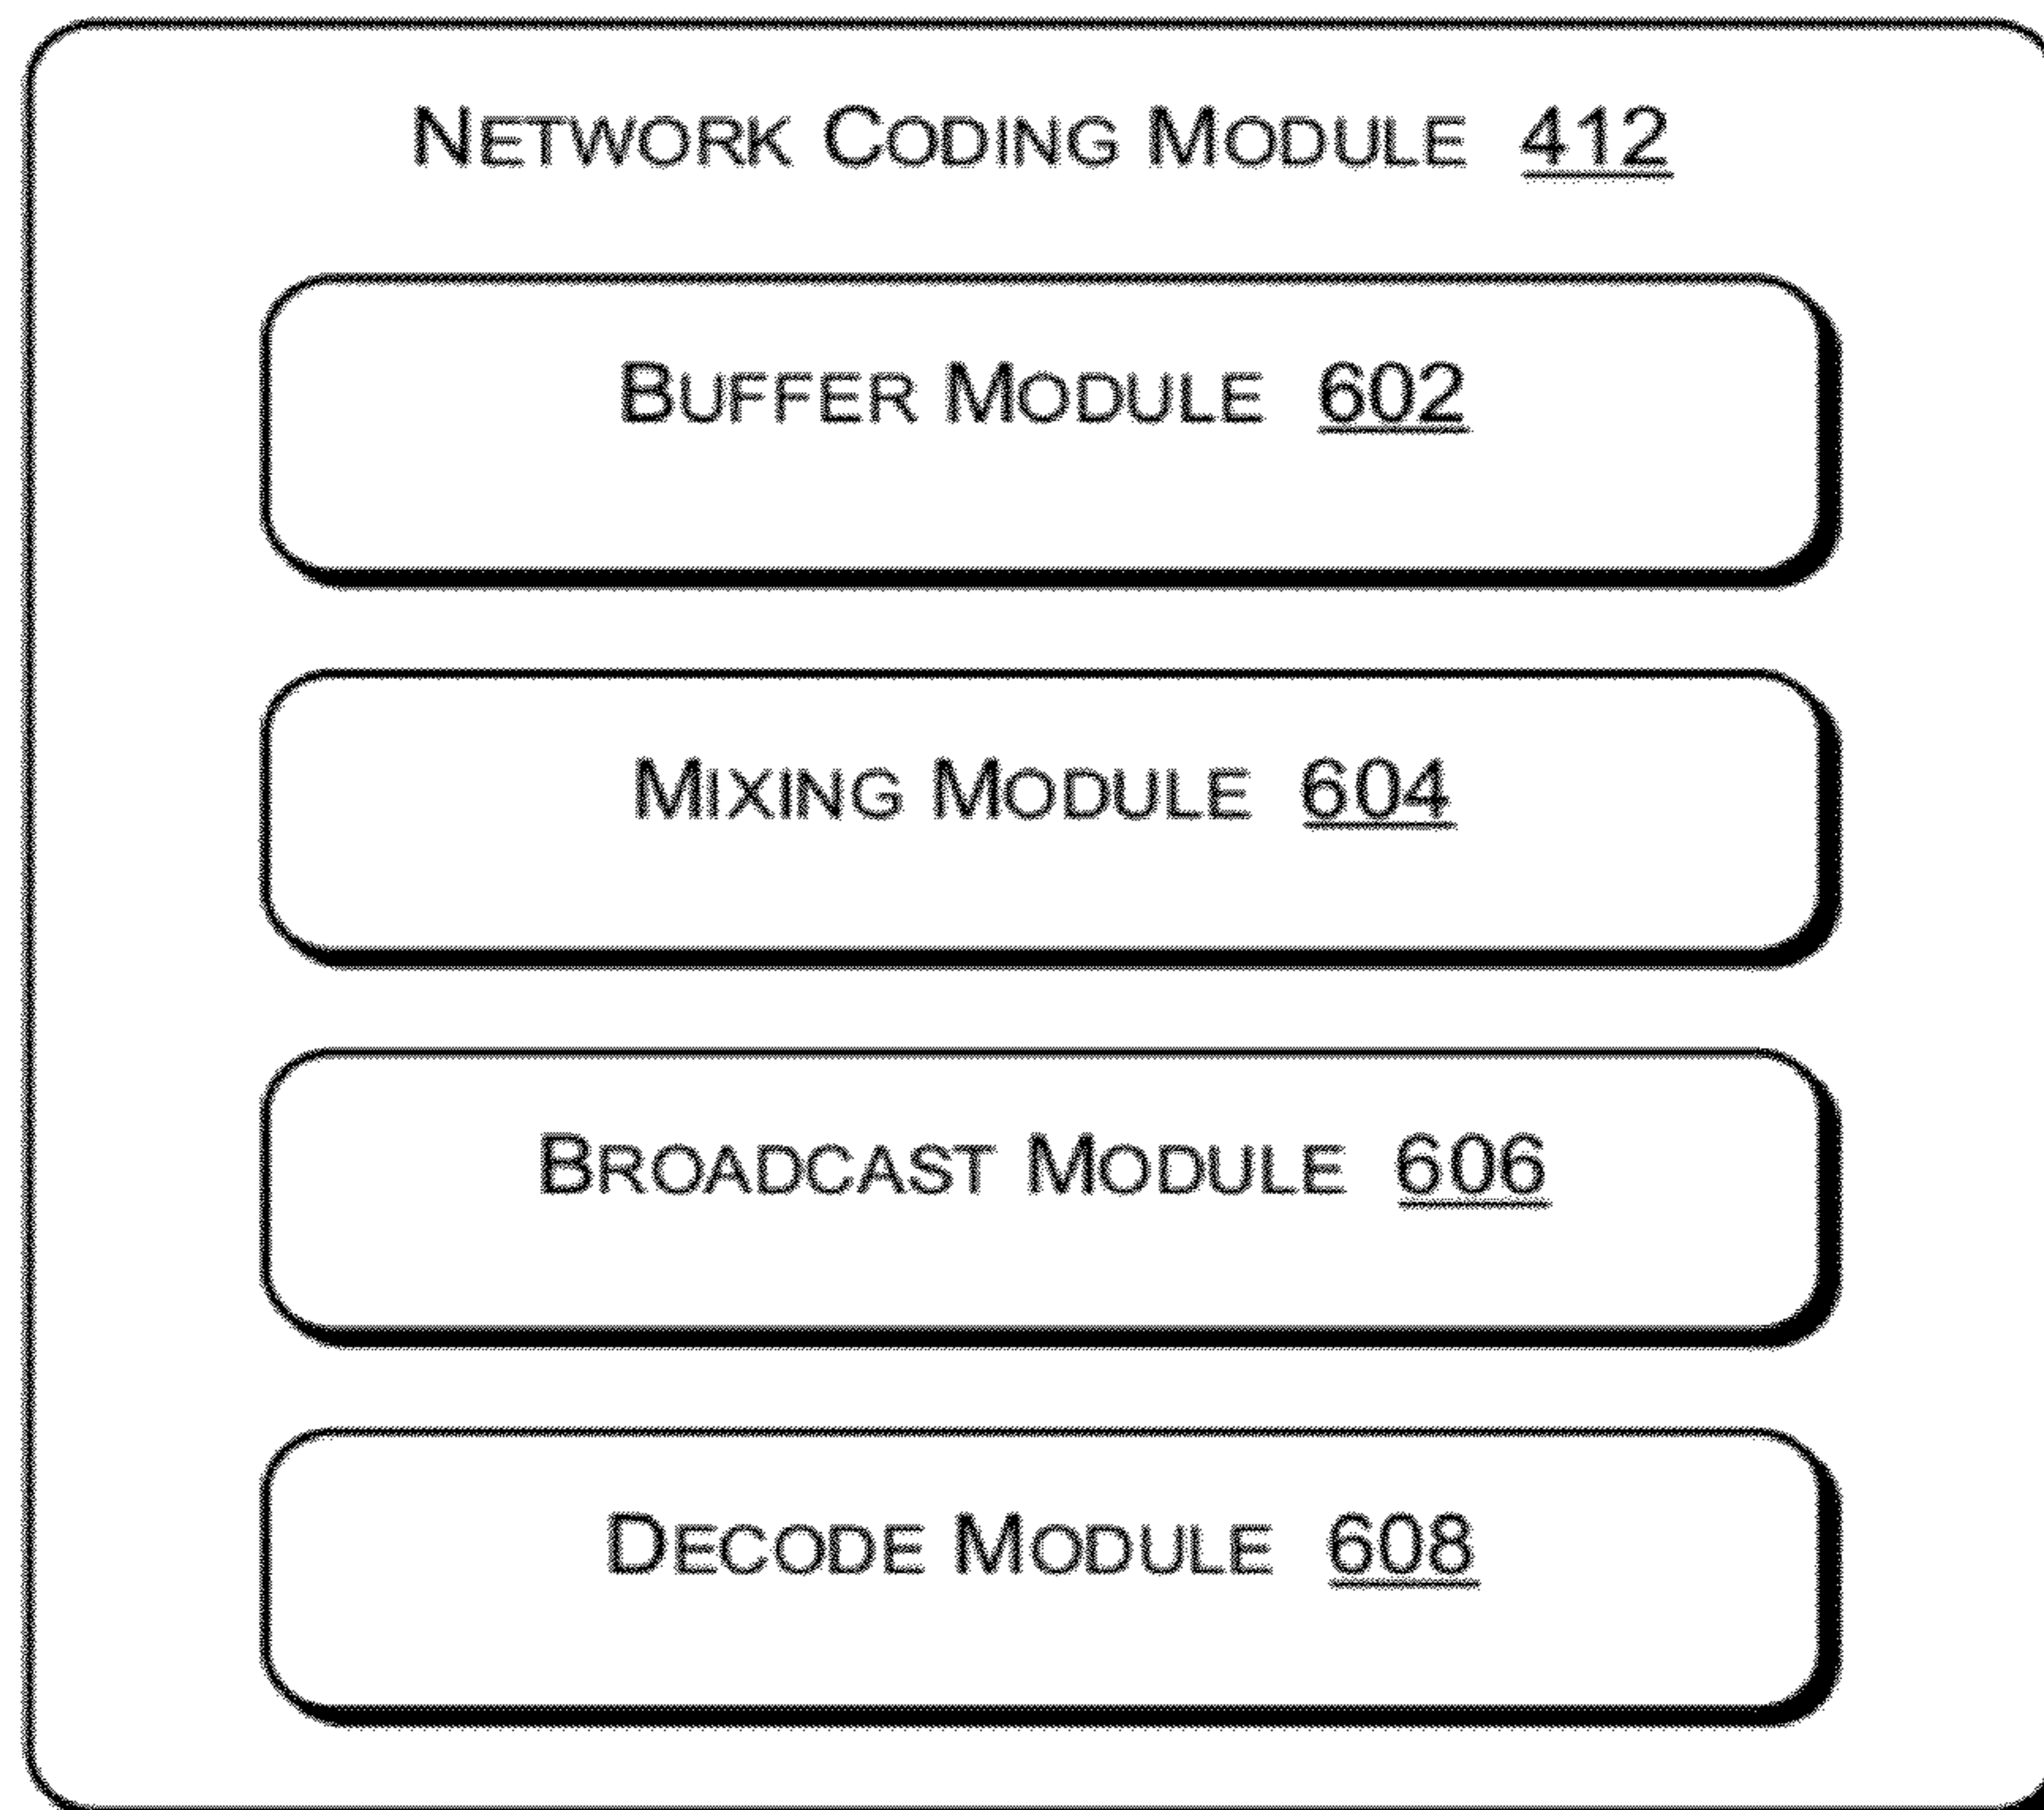 NETWORK CODING MODULE 412
BUFFER MODULE 602
MIXING MODULE 604
BROADCAST MODULE 606
DECODE MODULE 608